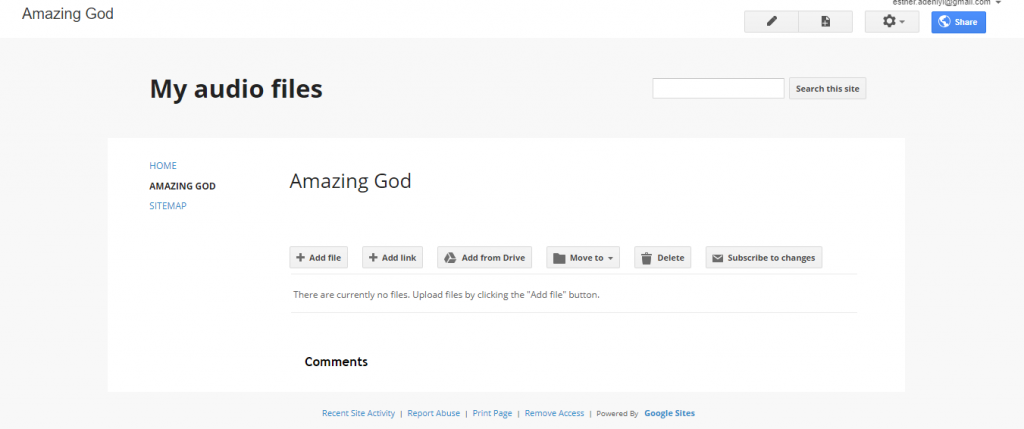 Amazing God
esther.adeniyi@gmail.com
Share
My audio files
Search this site
HOME
AMAZING GOD
SITEMAP
Amazing God
Add file
Add link
Add from Drive
Move to
Delete
Subscribe to changes
There are currently no files. Upload files by clicking the "Add file" button.
Comments
Recent Site Activity | Report Abuse | Print Page | Remove Access | Powered By Google Sites